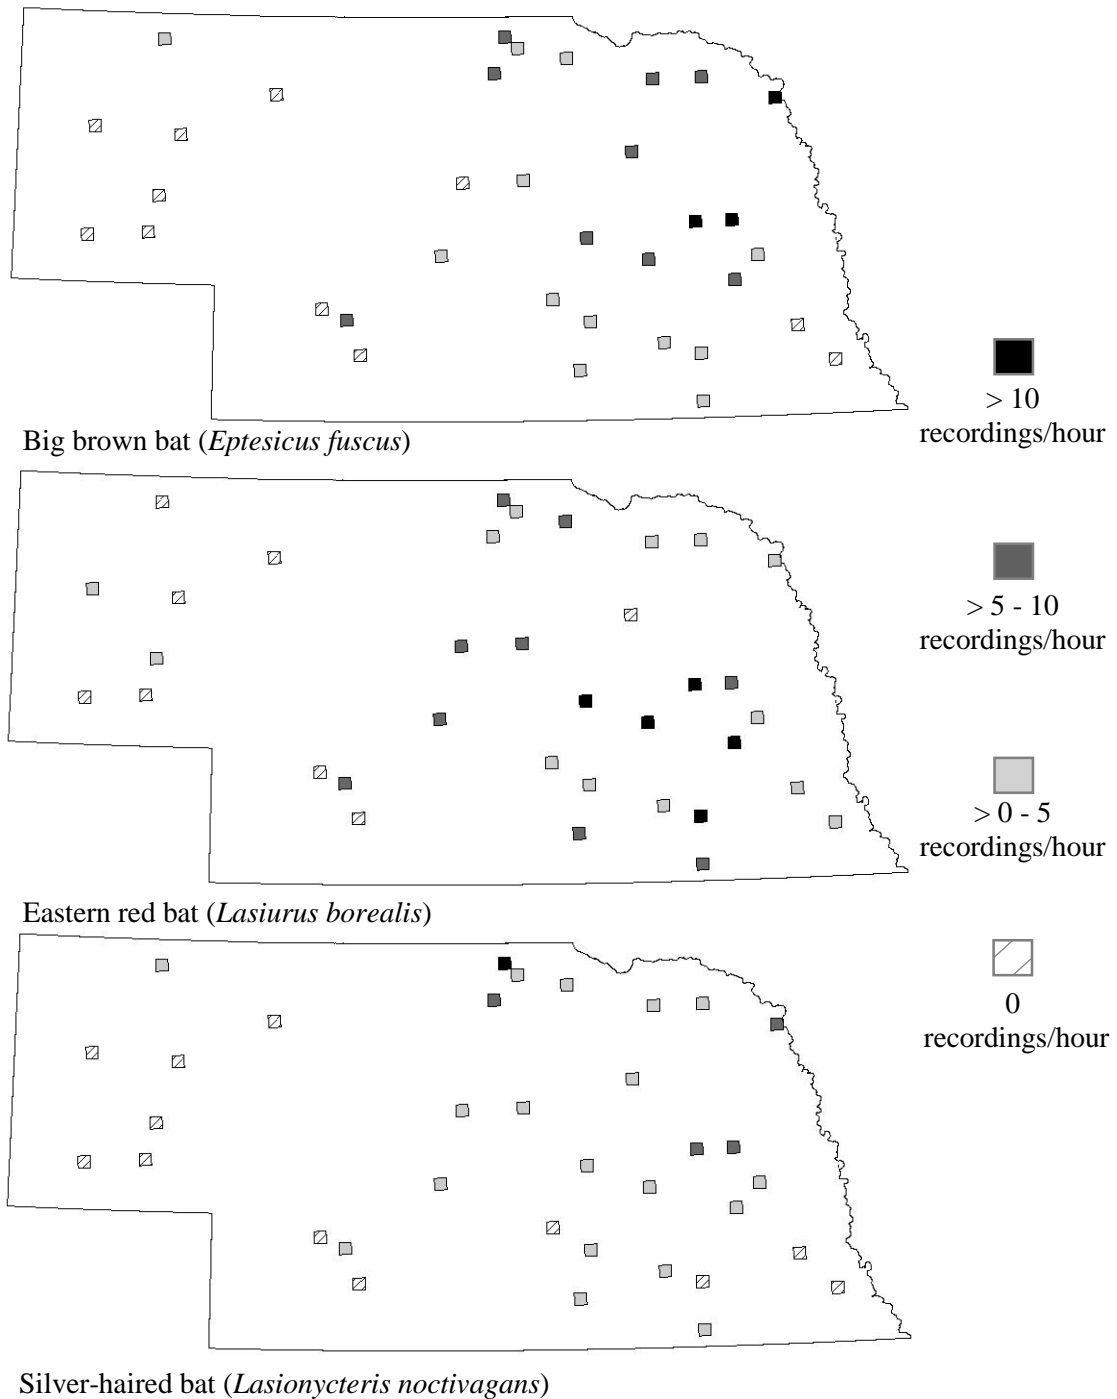 > 10
recordings/hour
Big brown bat (Eptesicus fuscus)
> 5 - 10
recordings/hour
> 0 - 5
recordings/hour
Eastern red bat (Lasiurus borealis)
0
recordings/hour
Silver-haired bat (Lasionycteris noctivagans)